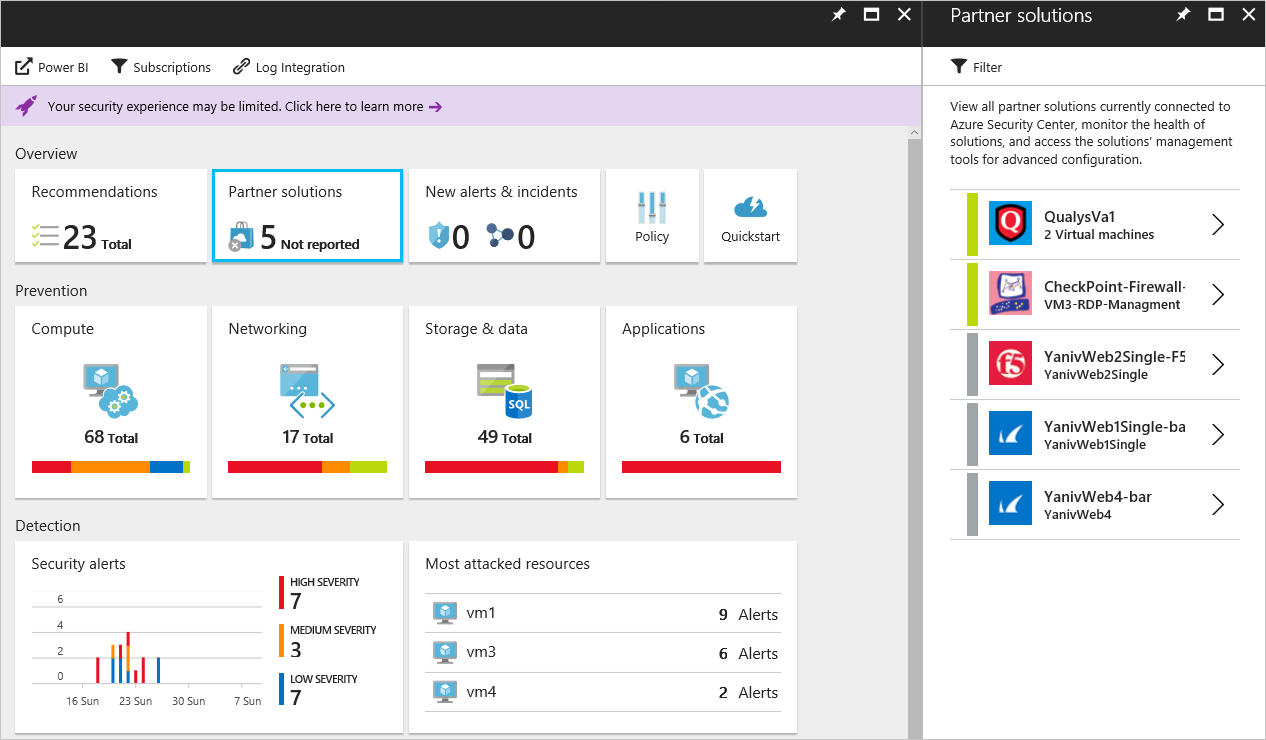 Partner solutions
Power BI
Subscriptions
Log Integration
Your security experience may be limited. Click here to learn more →
Overview
Recommendations
23 Total
Partner solutions
5 Not reported
New alerts & incidents
0
0
Policy
Quickstart
Prevention
Compute
68 Total
Networking
17 Total
Storage & data
SQL
49 Total
Applications
6 Total
Detection
Security alerts
6
4
2
0
16 Sun
23 Sun
30 Sun
7 Sun
HIGH SEVERITY
7
MEDIUM SEVERITY
3
LOW SEVERITY
7
Most attacked resources
vm1 9 Alerts
vm3 6 Alerts
vm4 2 Alerts
Filter
View all partner solutions currently connected to
Azure Security Center, monitor the health of
solutions, and access the solutions’ management
tools for advanced configuration.
Q
QualysVa1
2 Virtual machines
CheckPoint-Firewall-
VM3-RDP-Managment
f5
YanivWeb2Single-F5
YanivWeb2Single
YanivWeb1Single-ba
YanivWeb1Single
YanivWeb4-bar
YanivWeb4